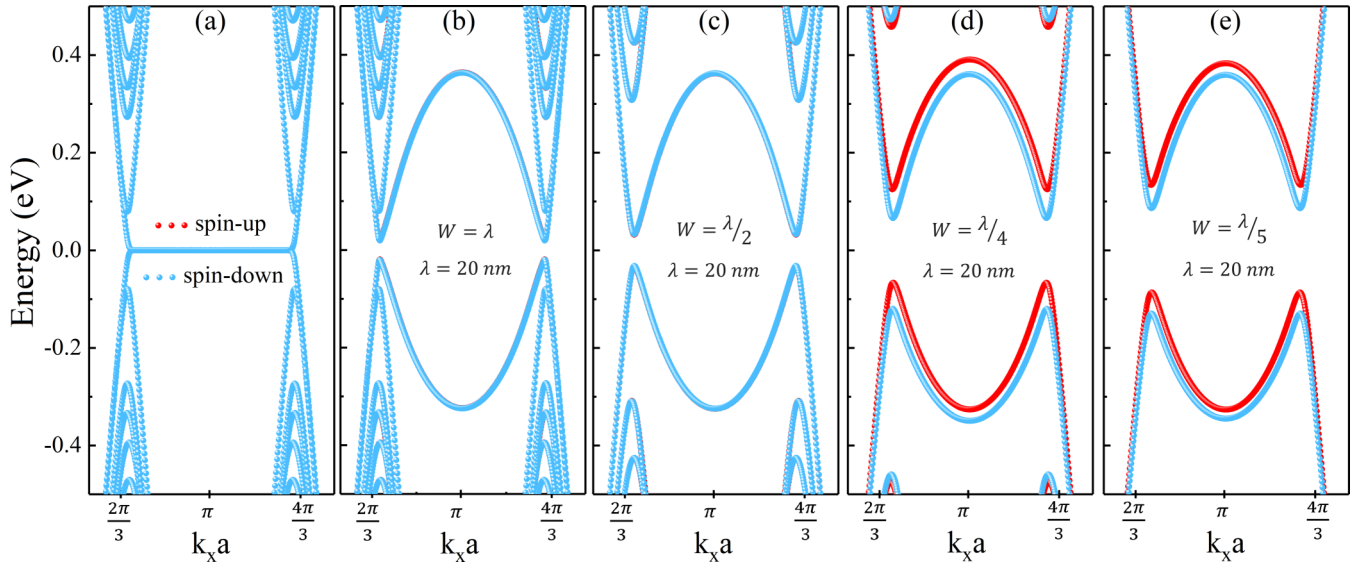 (a) (b) (c) (d) (e)
0.4
0.2
0.0
-0.2
-0.4
Energy (eV)
spin-up
spin-down
W = λ
λ = 20 nm
W = λ/2
λ = 20 nm
W = λ/4
λ = 20 nm
W = λ/5
λ = 20 nm
2π/3 π 4π/3 2π/3 π 4π/3 2π/3 π 4π/3 2π/3 π 4π/3 2π/3 π 4π/3
kₓa kₓa kₓa kₓa kₓa